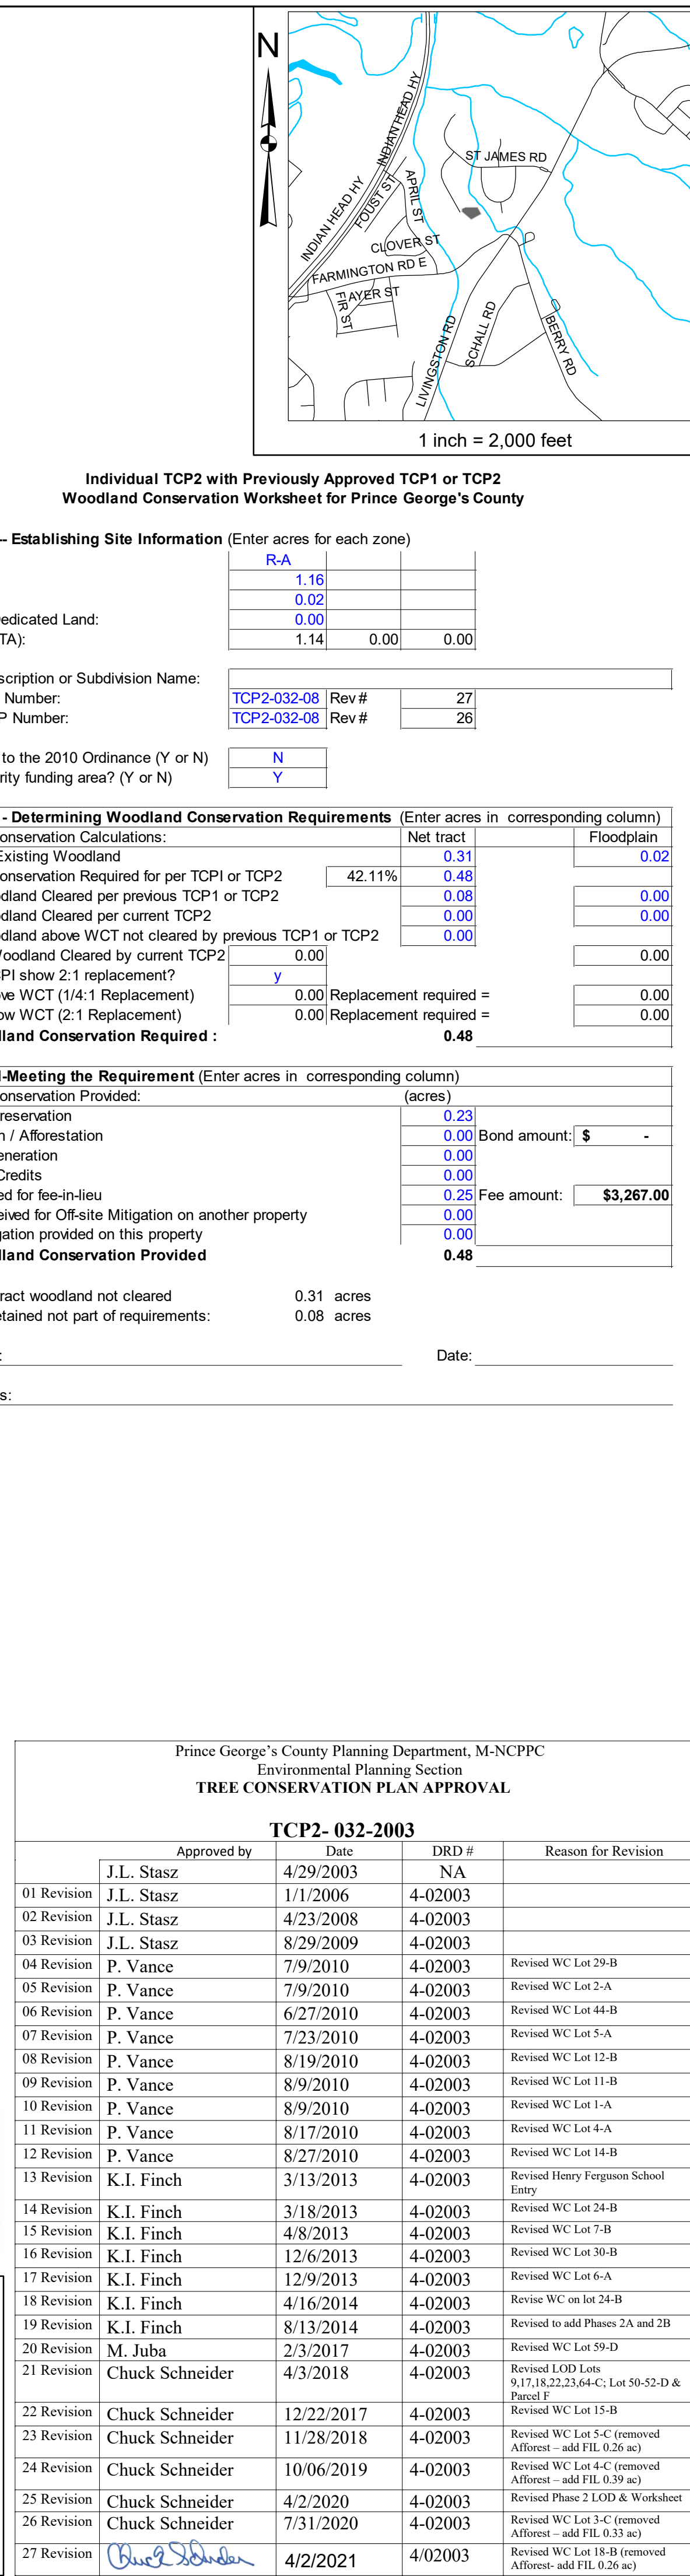 N
INDIAN HEAD HY
INDIAN HEAD HY
FOUST ST
APRIL ST
ST JAMES RD
CLOVER ST
FARMINGTON RD E
AYER ST
FIR ST
LIVINGSTON RD
SCHALL RD
BERRY RD
1 inch = 2,000 feet
Individual TCP2 with Previously Approved TCP1 or TCP2
Woodland Conservation Worksheet for Prince George's County
- Establishing Site Information (Enter acres for each zone)
R-A
1.16
0.02
Dedicated Land: 0.00
TA): 1.14 0.00 0.00
scription or Subdivision Name:
Number: TCP2-032-08 Rev # 27
P Number: TCP2-032-08 Rev # 26
to the 2010 Ordinance (Y or N) N
rity funding area? (Y or N) Y
- Determining Woodland Conservation Requirements (Enter acres in corresponding column)
onservation Calculations: Net tract Floodplain
Existing Woodland 0.31 0.02
onservation Required for per TCPI or TCP2 42.11% 0.48
odland Cleared per previous TCP1 or TCP2 0.08 0.00
odland Cleared per current TCP2 0.00 0.00
odland above WCT not cleared by previous TCP1 or TCP2 0.00
Woodland Cleared by current TCP2 0.00 0.00
CPI show 2:1 replacement? y
ve WCT (1/4:1 Replacement) 0.00 Replacement required = 0.00
ow WCT (2:1 Replacement) 0.00 Replacement required = 0.00
dland Conservation Required : 0.48
I-Meeting the Requirement (Enter acres in corresponding column)
onservation Provided: (acres)
reservation 0.23
n / Afforestation 0.00 Bond amount: $ -
eneration 0.00
Credits 0.00
ed for fee-in-lieu 0.25 Fee amount: $3,267.00
eived for Off-site Mitigation on another property 0.00
gation provided on this property 0.00
dland Conservation Provided 0.48
ract woodland not cleared 0.31 acres
etained not part of requirements: 0.08 acres
: Date:
s:
Prince George's County Planning Department, M-NCPPC
Environmental Planning Section
TREE CONSERVATION PLAN APPROVAL
TCP2- 032-2003
Approved by Date DRD # Reason for Revision
J.L. Stasz 4/29/2003 NA
01 Revision J.L. Stasz 1/1/2006 4-02003
02 Revision J.L. Stasz 4/23/2008 4-02003
03 Revision J.L. Stasz 8/29/2009 4-02003
04 Revision P. Vance 7/9/2010 4-02003 Revised WC Lot 29-B
05 Revision P. Vance 7/9/2010 4-02003 Revised WC Lot 2-A
06 Revision P. Vance 6/27/2010 4-02003 Revised WC Lot 44-B
07 Revision P. Vance 7/23/2010 4-02003 Revised WC Lot 5-A
08 Revision P. Vance 8/19/2010 4-02003 Revised WC Lot 12-B
09 Revision P. Vance 8/9/2010 4-02003 Revised WC Lot 11-B
10 Revision P. Vance 8/9/2010 4-02003 Revised WC Lot 1-A
11 Revision P. Vance 8/17/2010 4-02003 Revised WC Lot 4-A
12 Revision P. Vance 8/27/2010 4-02003 Revised WC Lot 14-B
13 Revision K.I. Finch 3/13/2013 4-02003 Revised Henry Ferguson School
Entry
14 Revision K.I. Finch 3/18/2013 4-02003 Revised WC Lot 24-B
15 Revision K.I. Finch 4/8/2013 4-02003 Revised WC Lot 7-B
16 Revision K.I. Finch 12/6/2013 4-02003 Revised WC Lot 30-B
17 Revision K.I. Finch 12/9/2013 4-02003 Revised WC Lot 6-A
18 Revision K.I. Finch 4/16/2014 4-02003 Revise WC on lot 24-B
19 Revision K.I. Finch 8/13/2014 4-02003 Revised to add Phases 2A and 2B
20 Revision M. Juba 2/3/2017 4-02003 Revised WC Lot 59-D
21 Revision Chuck Schneider 4/3/2018 4-02003 Revised LOD Lots
9,17,18,22,23,64-C; Lot 50-52-D &
Parcel F
22 Revision Chuck Schneider 12/22/2017 4-02003 Revised WC Lot 15-B
23 Revision Chuck Schneider 11/28/2018 4-02003 Revised WC Lot 5-C (removed
Afforest – add FIL 0.26 ac)
24 Revision Chuck Schneider 10/06/2019 4-02003 Revised WC Lot 4-C (removed
Afforest – add FIL 0.39 ac)
25 Revision Chuck Schneider 4/2/2020 4-02003 Revised Phase 2 LOD & Worksheet
26 Revision Chuck Schneider 7/31/2020 4-02003 Revised WC Lot 3-C (removed
Afforest – add FIL 0.33 ac)
27 Revision Chuck Schneider 4/2/2021 4/02003 Revised WC Lot 18-B (removed
Afforest- add FIL 0.26 ac)